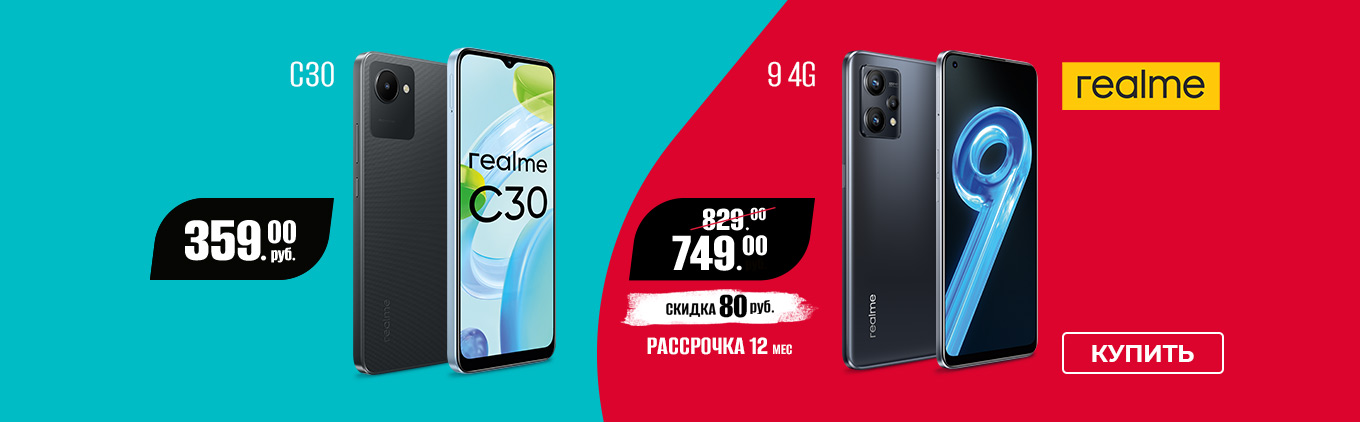 C30
realme
realme
C30
359.00
руб.
9 4G
829.00
749.00
СКИДКА 80 руб.
РАССРОЧКА 12 МЕС
realme
realme
КУПИТЬ